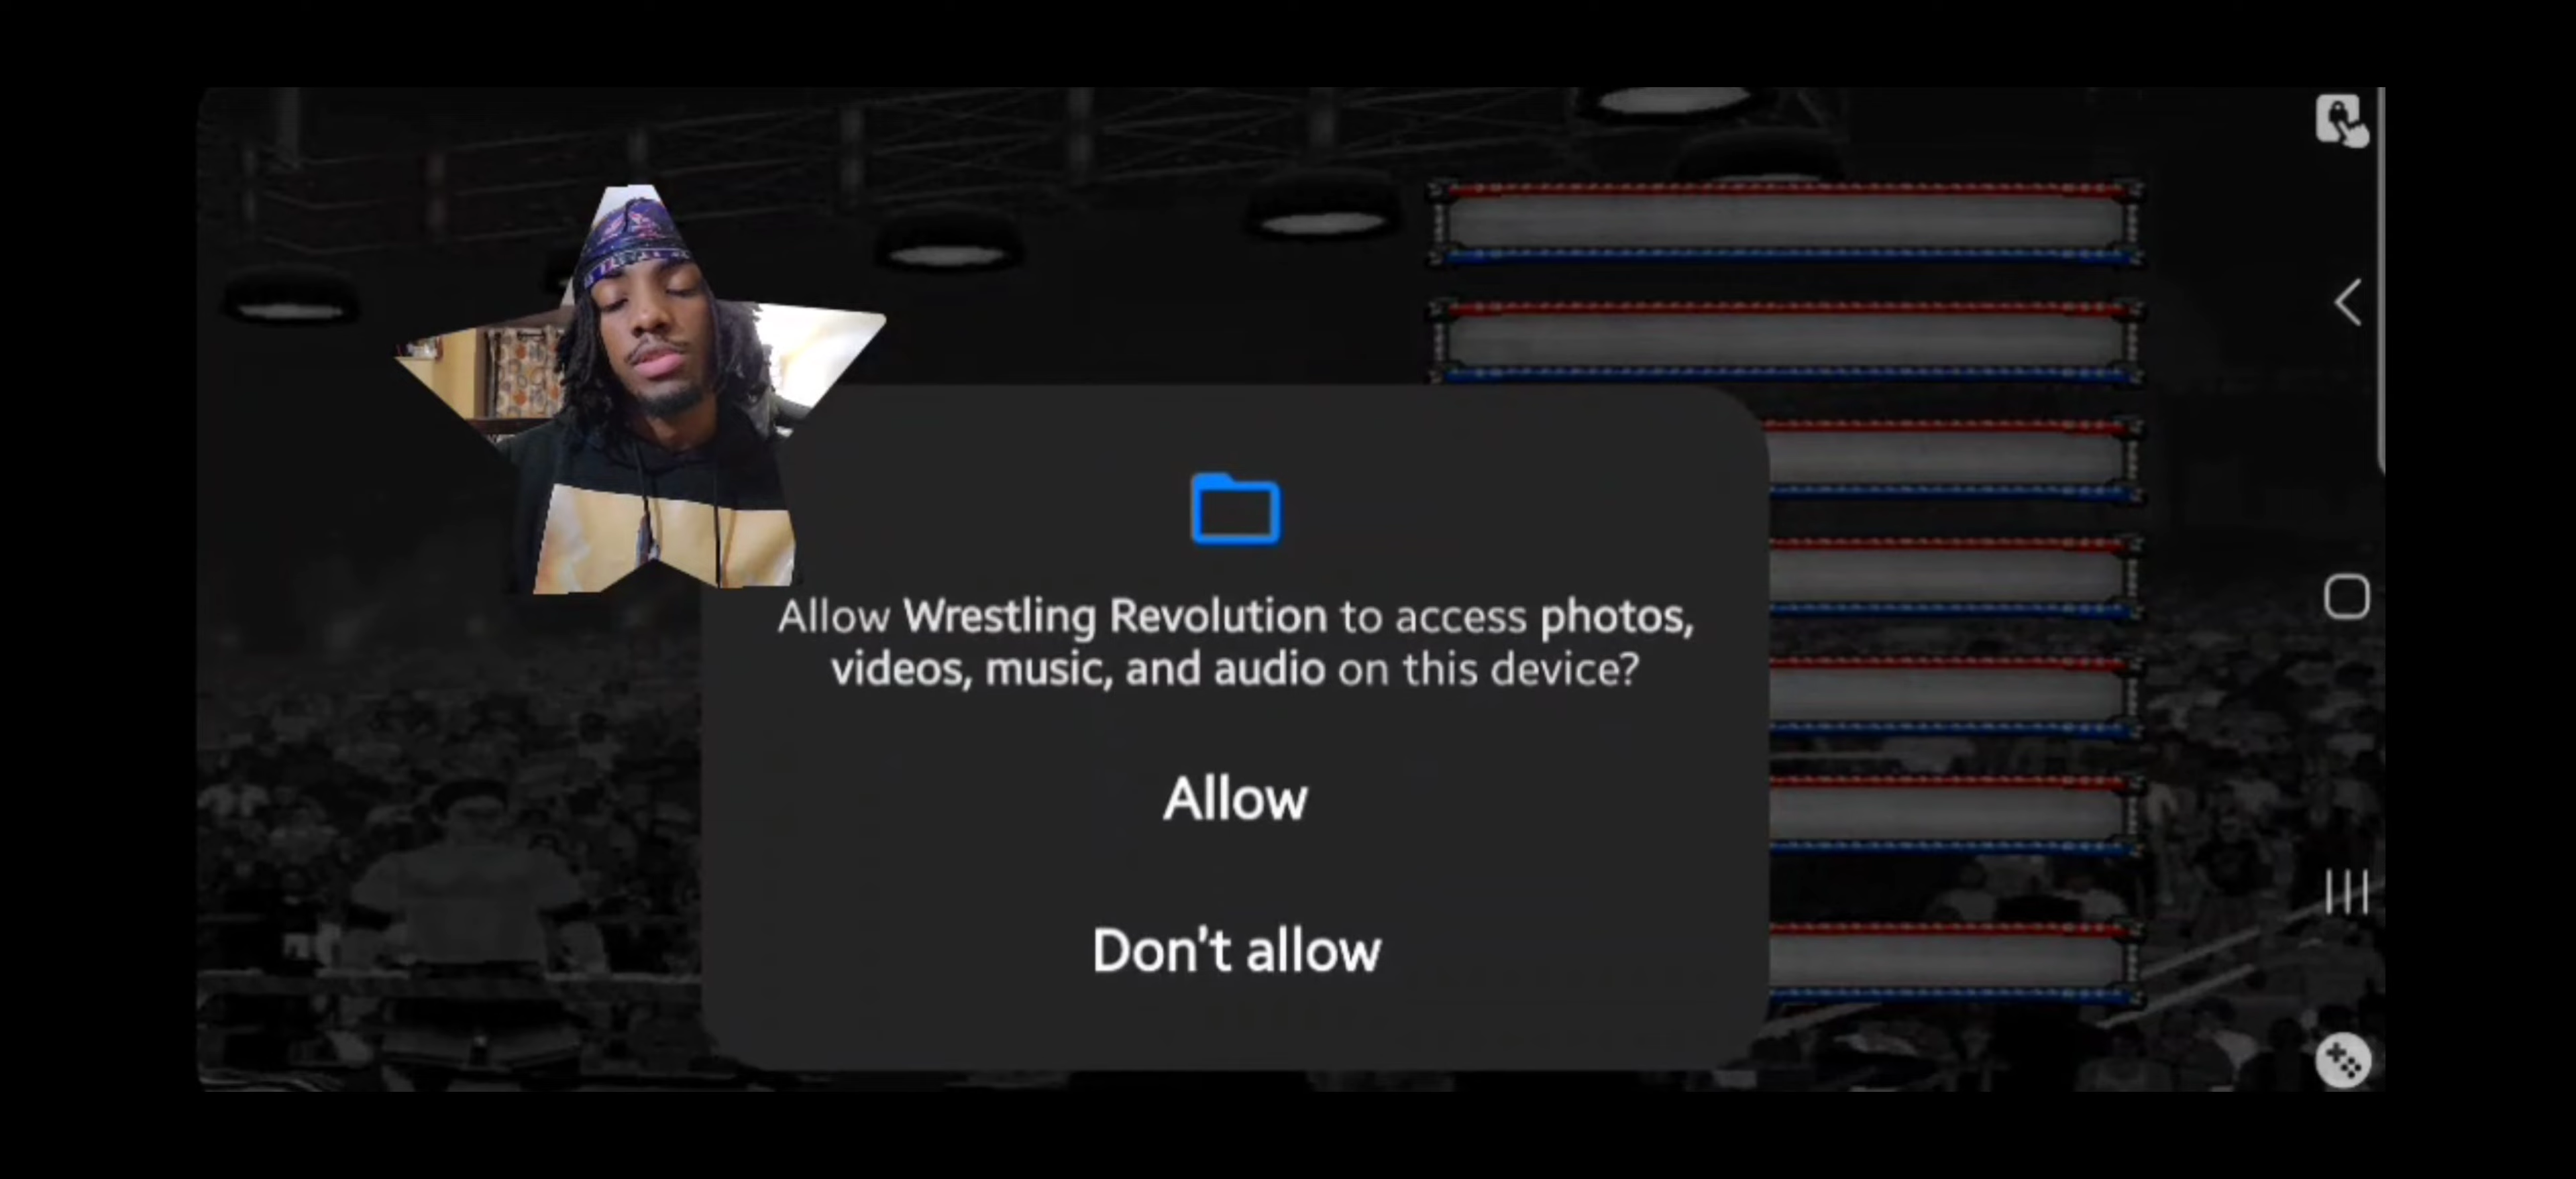 Allow Wrestling Revolution to access photos,
videos, music, and audio on this device?
Allow
Don't allow